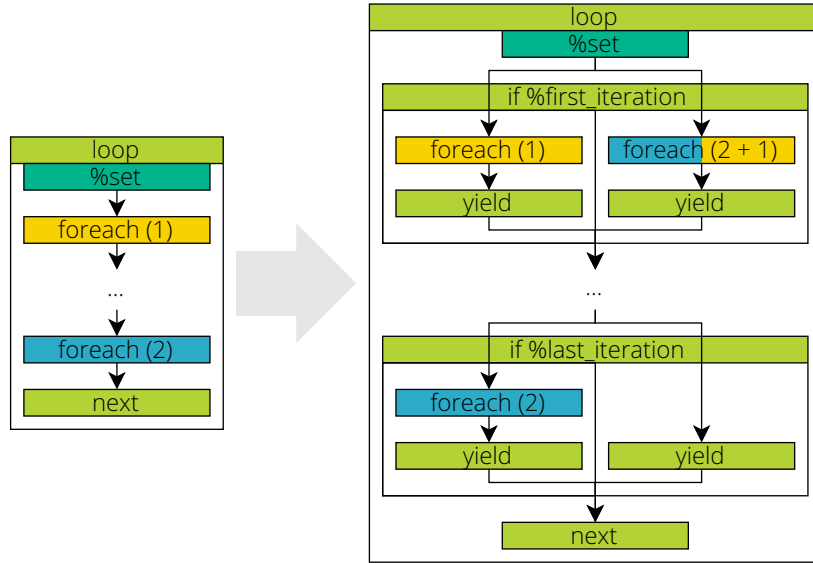 loop
%set
foreach (1)
...
foreach (2)
next
loop
%set
if %first_iteration
foreach (1)
foreach (2 + 1)
yield
yield
...
if %last_iteration
foreach (2)
yield
yield
next